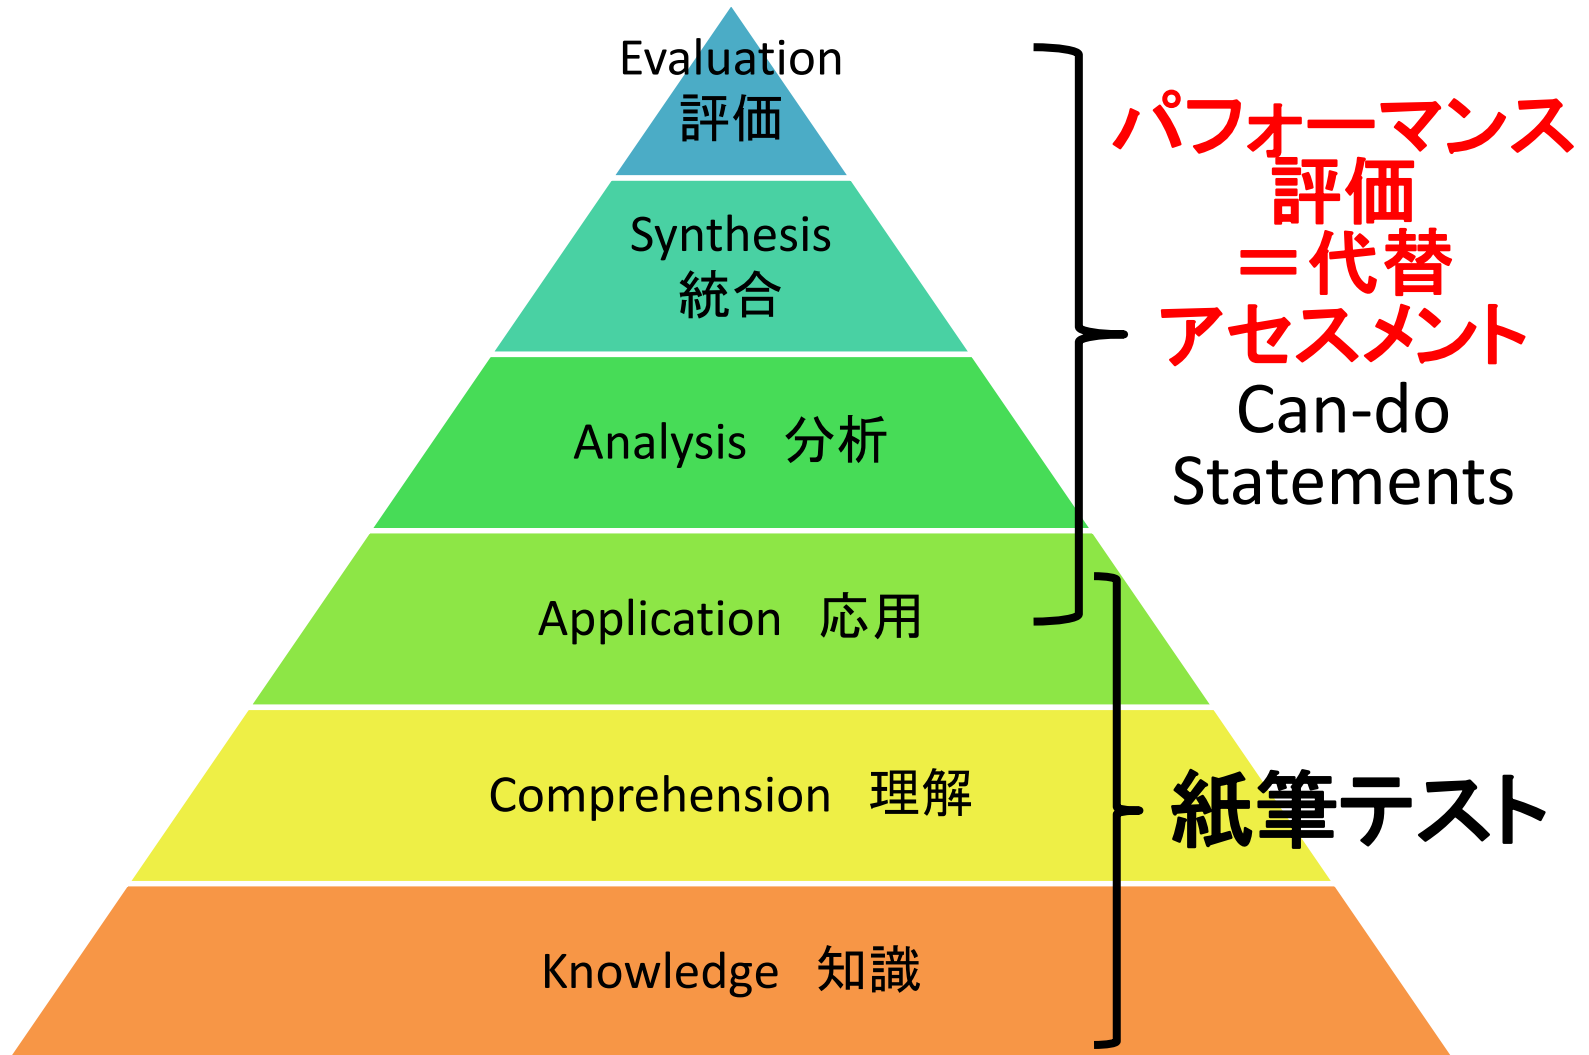 Evaluation
評価
Synthesis
統合
Analysis 分析
Application 応用
Comprehension 理解
Knowledge 知識
パフォーマンス
評価
＝代替
アセスメント
Can-do
Statements
紙筆テスト